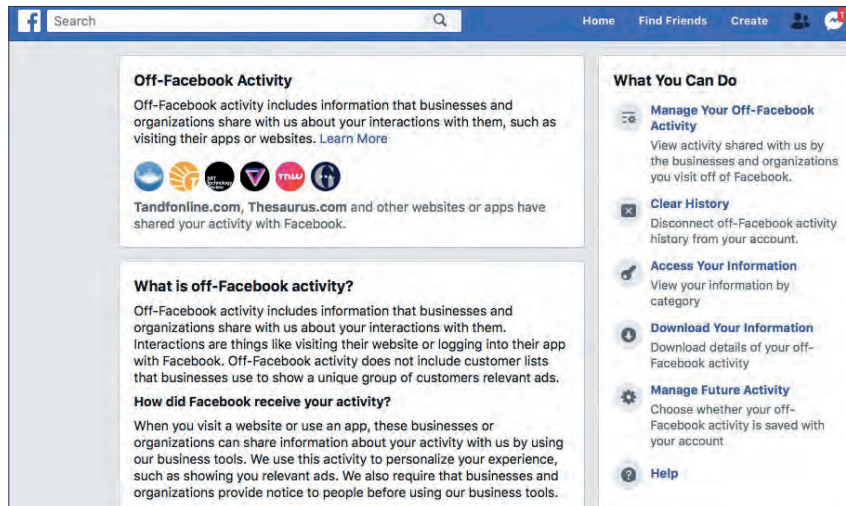 f
Search
Home Find Friends Create
1
Off-Facebook Activity
Off-Facebook activity includes information that businesses and
organizations share with us about your interactions with them, such as
visiting their apps or websites. Learn More
MIT
Technology
Review
TNW
Tandfonline.com, Thesaurus.com and other websites or apps have
shared your activity with Facebook.
What is off-Facebook activity?
Off-Facebook activity includes information that businesses and
organizations share with us about your interactions with them.
Interactions are things like visiting their website or logging into their app
with Facebook. Off-Facebook activity does not include customer lists
that businesses use to show a unique group of customers relevant ads.
How did Facebook receive your activity?
When you visit a website or use an app, these businesses or
organizations can share information about your activity with us by using
our business tools. We use this activity to personalize your experience,
such as showing you relevant ads. We also require that businesses and
organizations provide notice to people before using our business tools.
What You Can Do
Manage Your Off-Facebook
Activity
View activity shared with us by
the businesses and organizations
you visit off of Facebook.
Clear History
Disconnect off-Facebook activity
history from your account.
Access Your Information
View your information by
category
Download Your Information
Download details of your off-
Facebook activity
Manage Future Activity
Choose whether your off-
Facebook activity is saved with
your account
Help